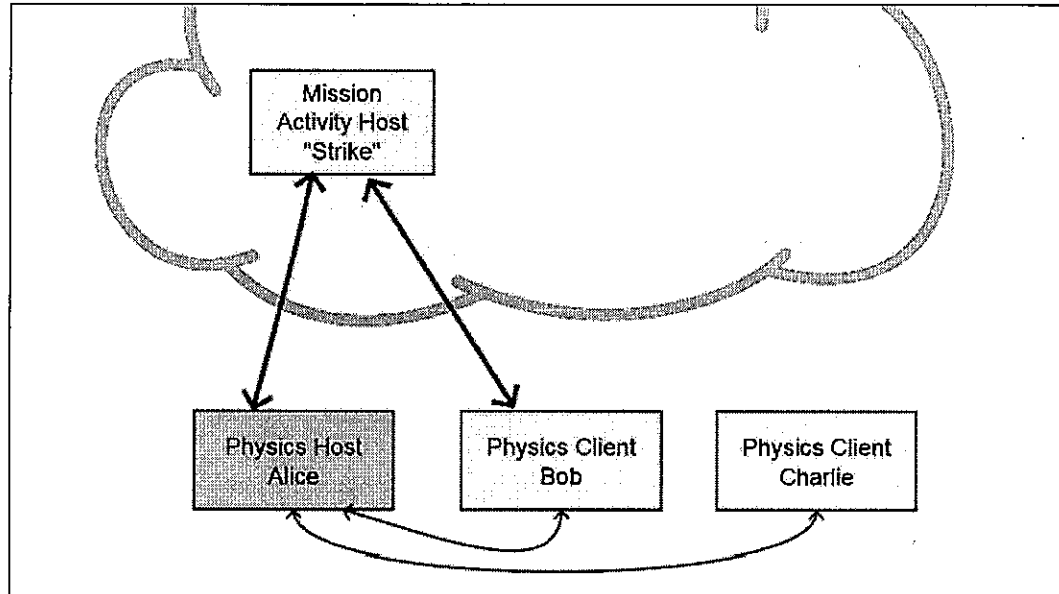 Mission
Activity Host
"Strike"
Physics Host
Alice
Physics Client
Bob
Physics Client
Charlie